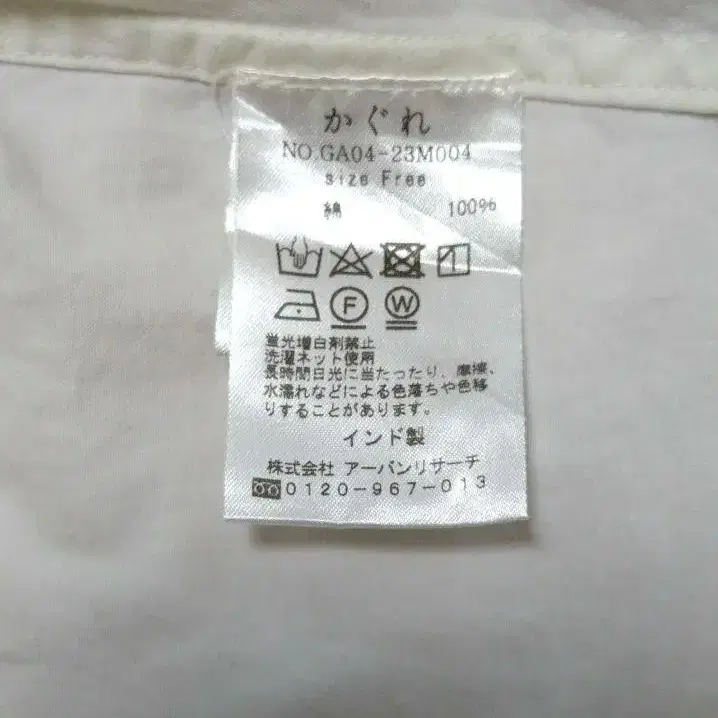 かぐれ
NO.GA04-23M004
size Free
綿 100%
F W
蛍光増白剤禁止
洗濯ネット使用
長時間日光に当たったり、摩擦、
水濡れなどによる色落ちや色移
りすることがあります。
インド製
株式会社 アーバンリサーチ
0120-967-013